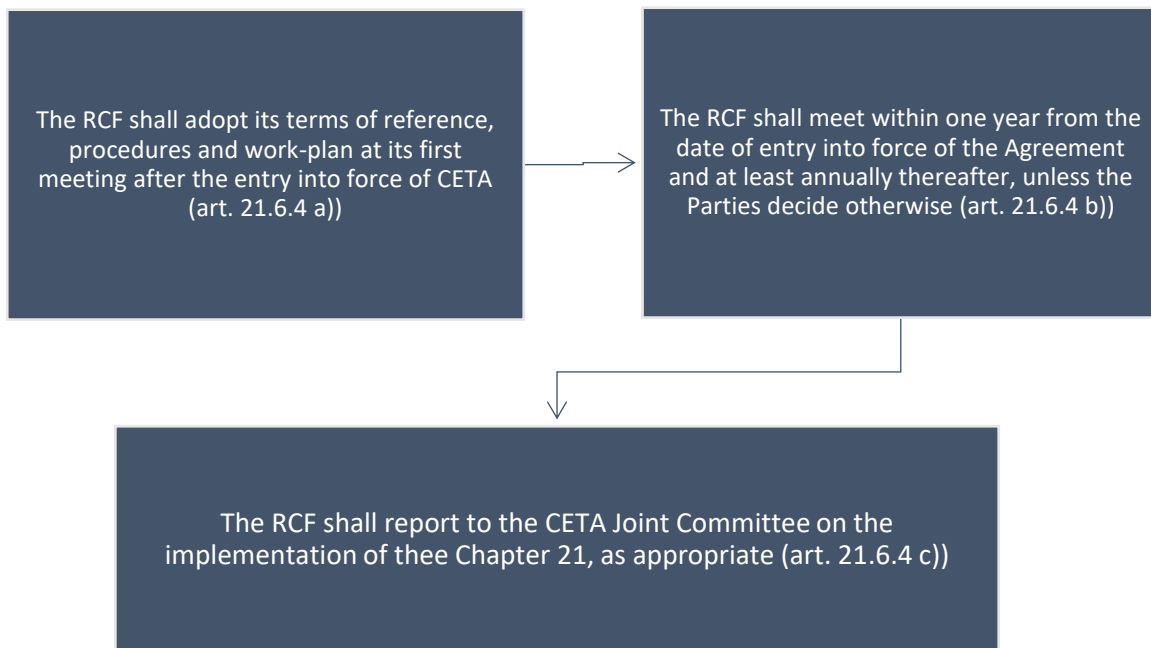 The RCF shall adopt its terms of reference,
procedures and work-plan at its first
meeting after the entry into force of CETA
(art. 21.6.4 a))
The RCF shall meet within one year from the
date of entry into force of the Agreement
and at least annually thereafter, unless the
Parties decide otherwise (art. 21.6.4 b))
The RCF shall report to the CETA Joint Committee on the
implementation of thee Chapter 21, as appropriate (art. 21.6.4 c))